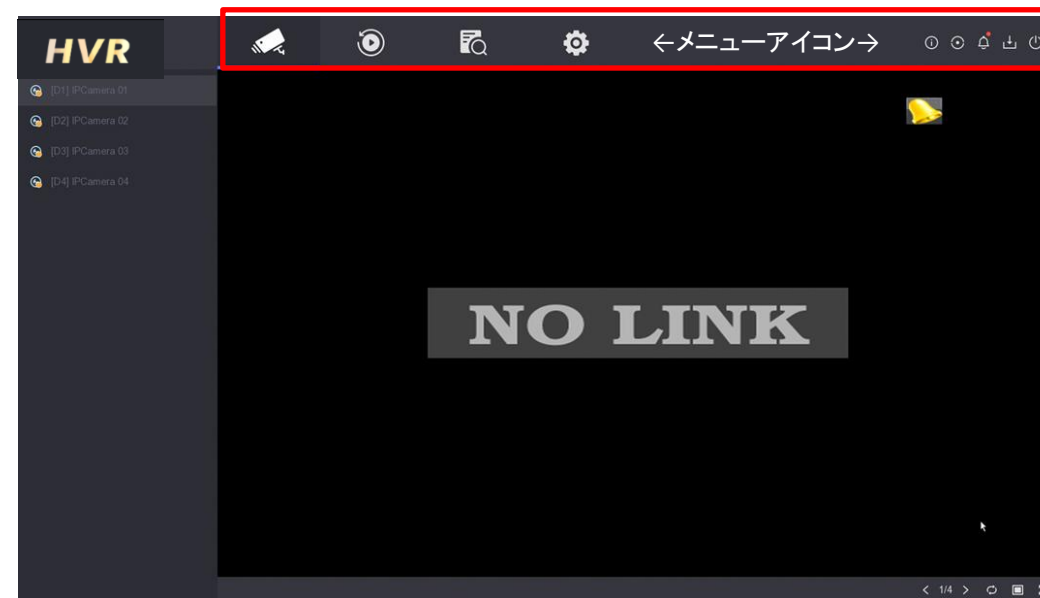 HVR
←メニューアイコン→
[D1] IPCamera 01
[D2] IPCamera 02
[D3] IPCamera 03
[D4] IPCamera 04
NO LINK
< 1/4 >